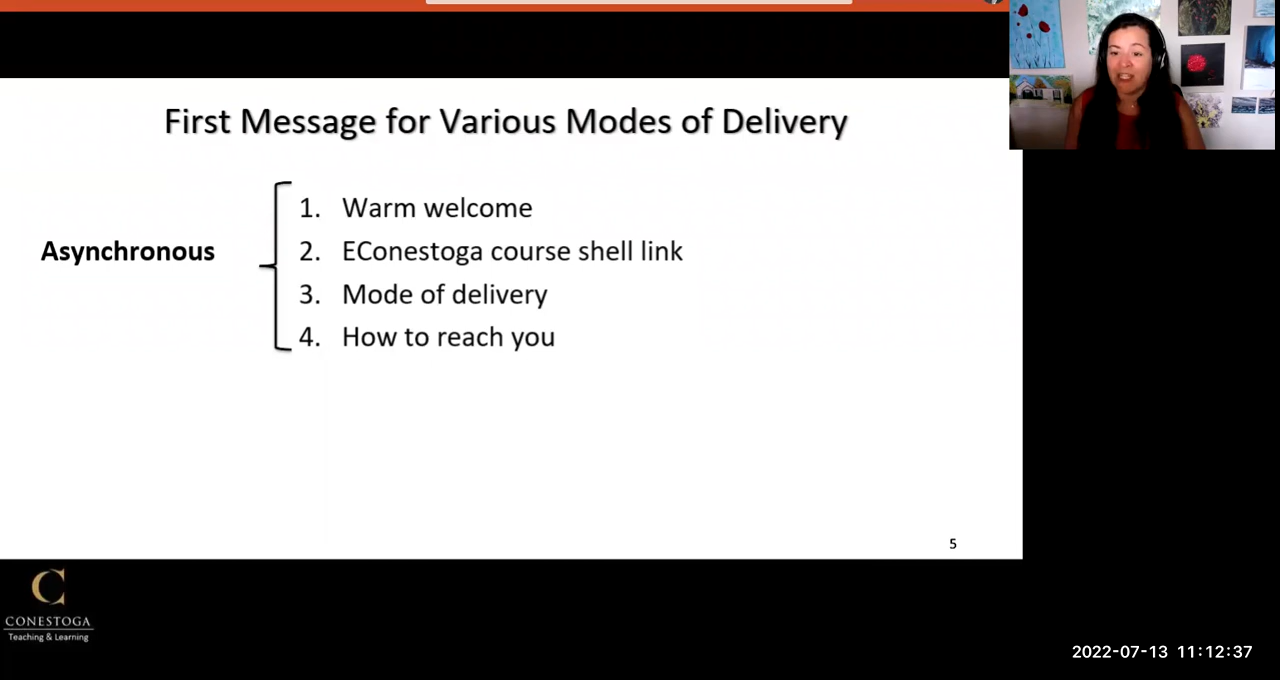 First Message for Various Modes of Delivery
Asynchronous
1. Warm welcome
2. EConestoga course shell link
3. Mode of delivery
4. How to reach you
5
CONESTOGA
Teaching & Learning
2022-07-13 11:12:37